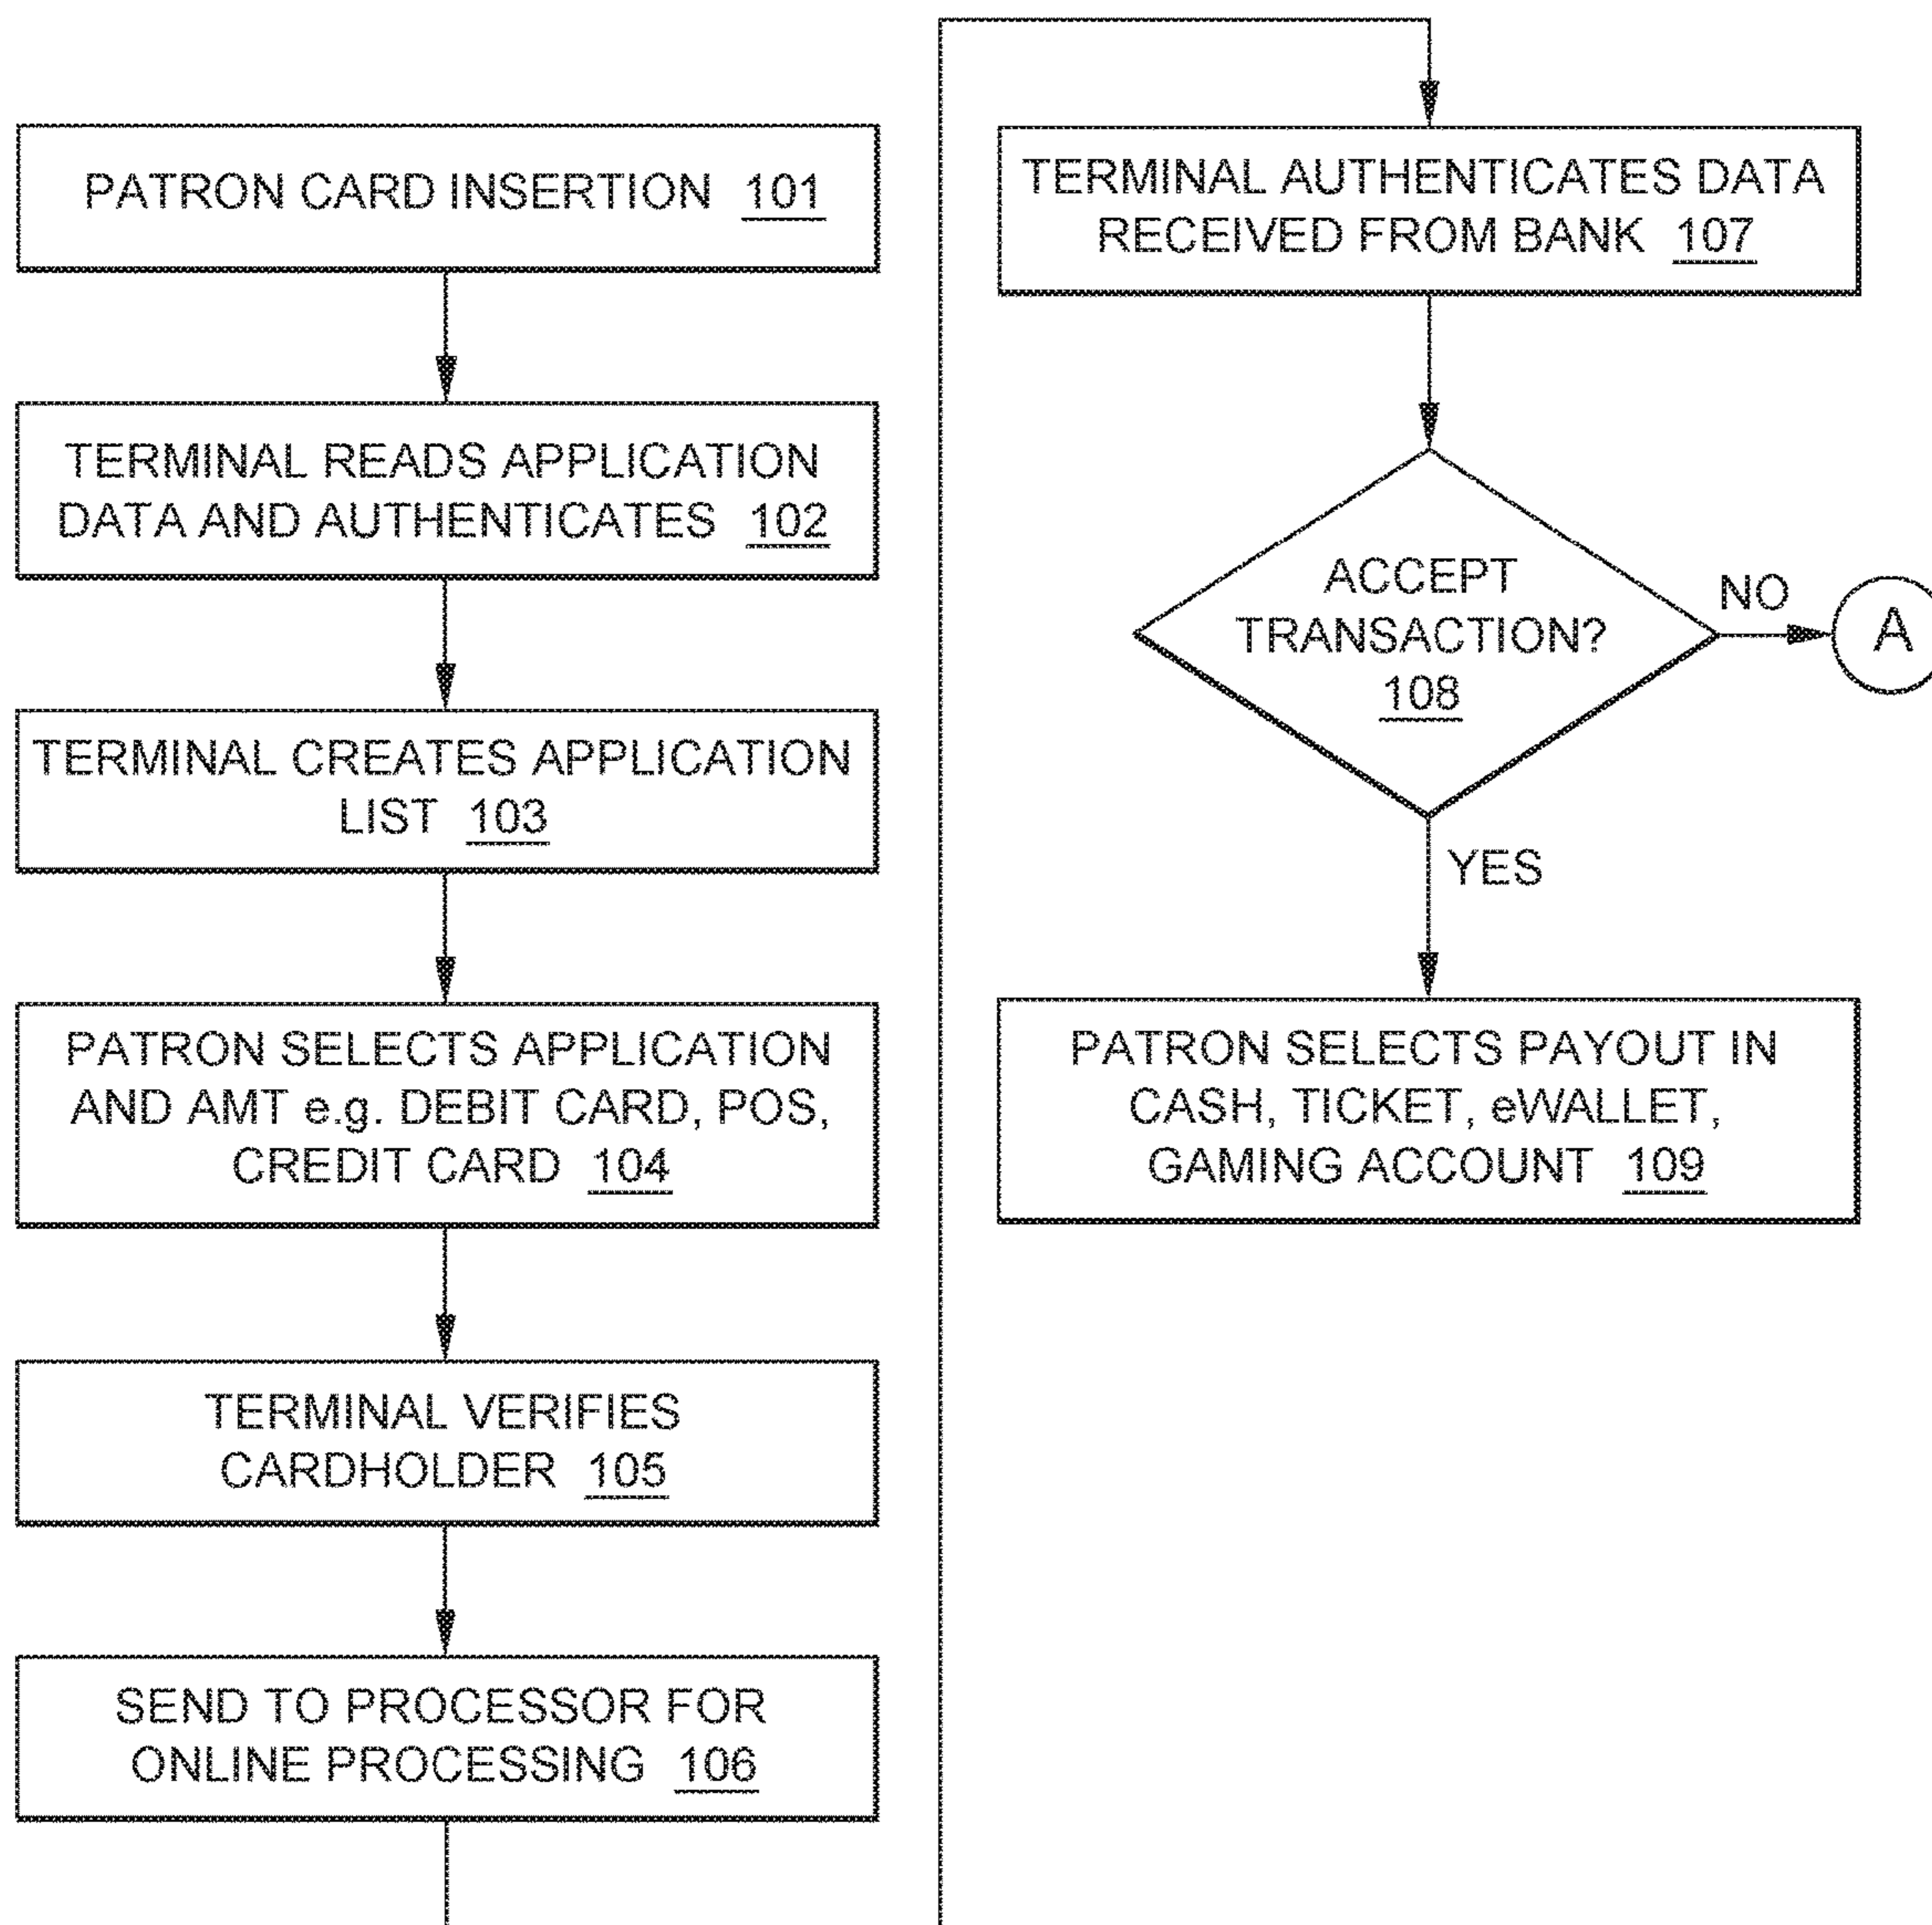 PATRON CARD INSERTION 101
TERMINAL READS APPLICATION
DATA AND AUTHENTICATES 102
TERMINAL CREATES APPLICATION
LIST 103
PATRON SELECTS APPLICATION
AND AMT e.g. DEBIT CARD, POS,
CREDIT CARD 104
TERMINAL VERIFIES
CARDHOLDER 105
SEND TO PROCESSOR FOR
ONLINE PROCESSING 106
TERMINAL AUTHENTICATES DATA
RECEIVED FROM BANK 107
ACCEPT
TRANSACTION?
108
NO
A
YES
PATRON SELECTS PAYOUT IN
CASH, TICKET, eWALLET,
GAMING ACCOUNT 109